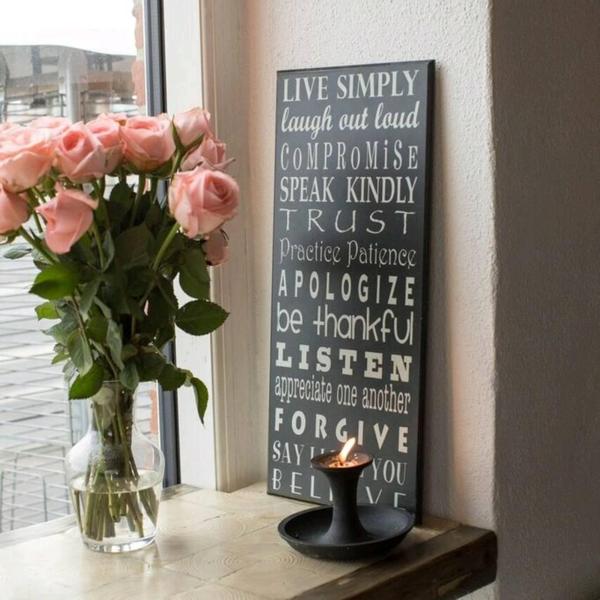 LIVE SIMPLY
laugh out loud
COMPROMiSE
SPEAK KINDLY
TRUST
Practice Patience
APOLOGIZE
be thankful
LISTEN
appreciate one another
FORGIVE
SAY YOU